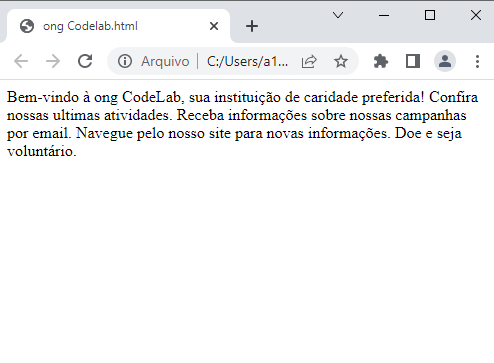 ong Codelab.html
Arquivo
C:/Users/a1...
Bem-vindo à ong CodeLab, sua instituição de caridade preferida! Confira
nossas ultimas atividades. Receba informações sobre nossas campanhas
por email. Navegue pelo nosso site para novas informações. Doe e seja
voluntário.